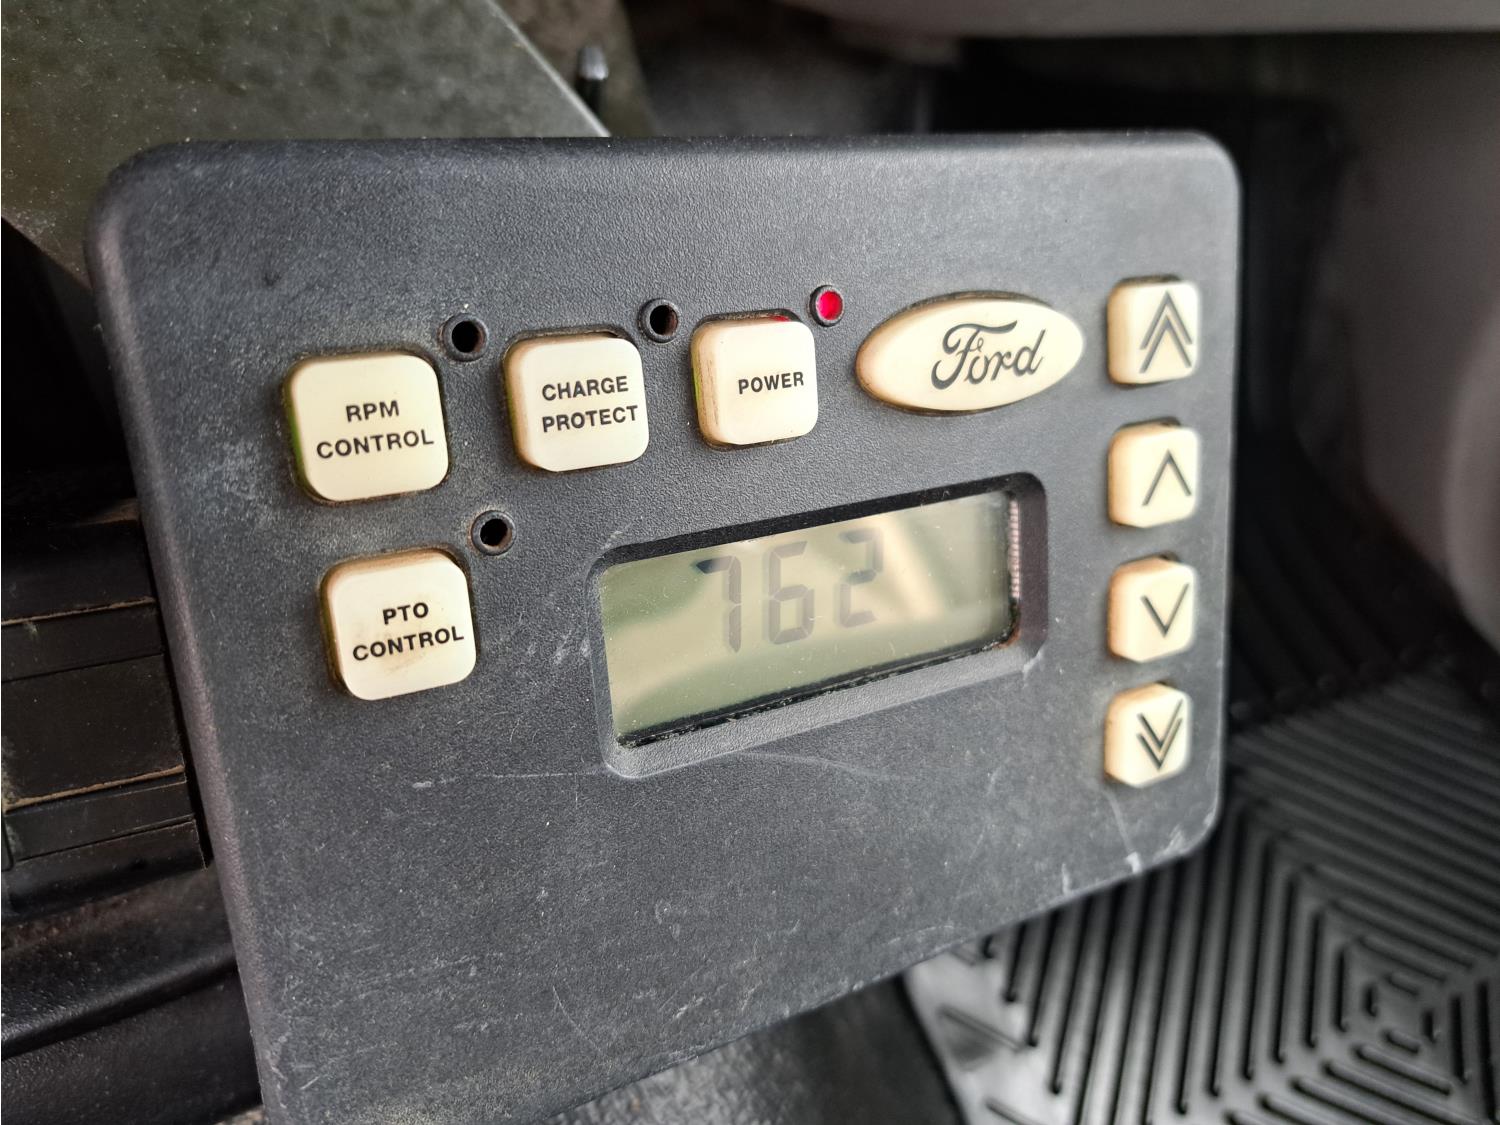 RPM
CONTROL
CHARGE
PROTECT
POWER
Ford
PTO
CONTROL
762